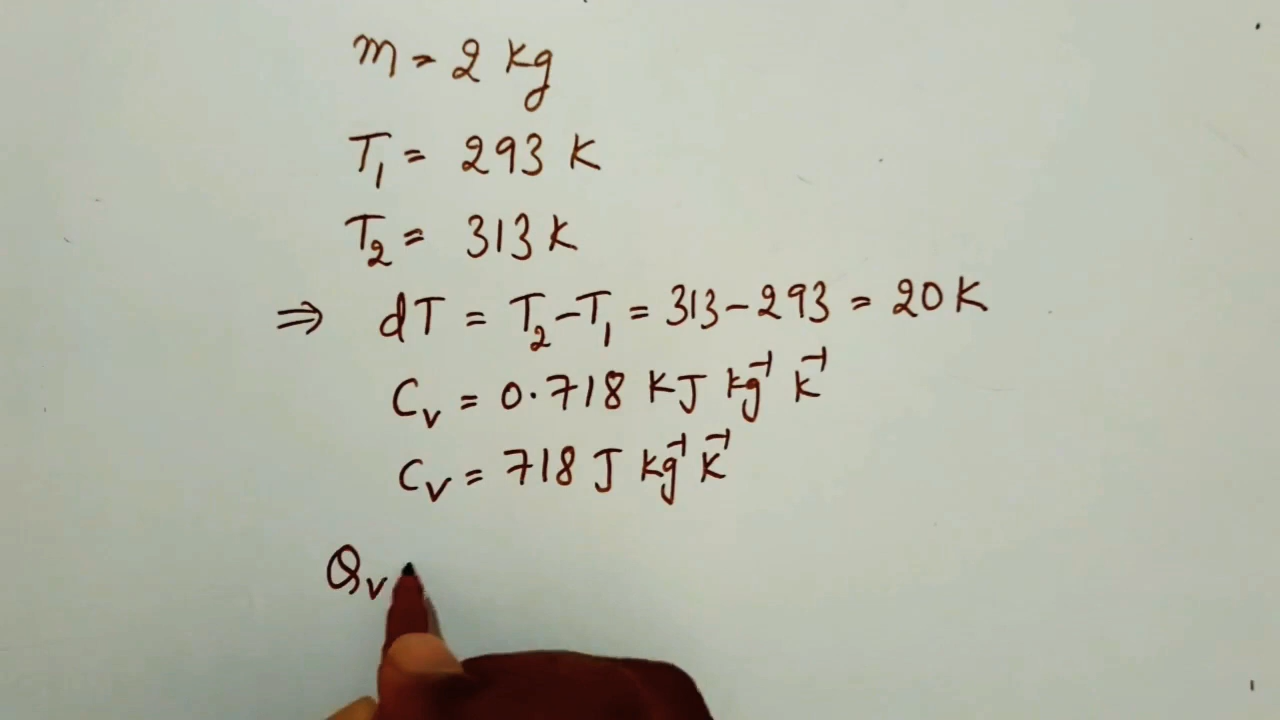 m = 2 kg
T₁ = 293 K
T₂ = 313 K
⇒ dT = T₂-T₁ = 313-293 = 20 K
Cᵥ = 0.718 KJ kg⁻¹ K⁻¹
Cᵥ = 718 J kg⁻¹ K⁻¹
Qᵥ